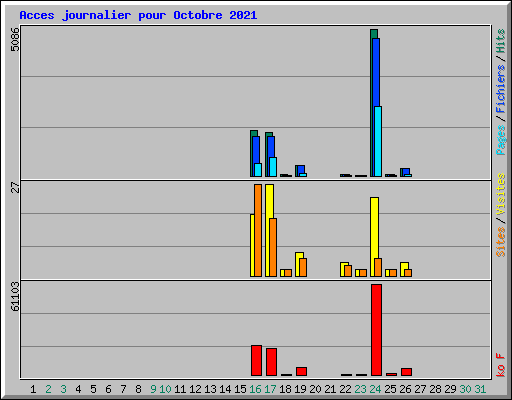 Acces journalier pour Octobre 2021
5086
Pages/Fichiers/Hits
27
Sites/Visites
61103
ko F
1 2 3 4 5 6 7 8 9 10 11 12 13 14 15 16 17 18 19 20 21 22 23 24 25 26 27 28 29 30 31